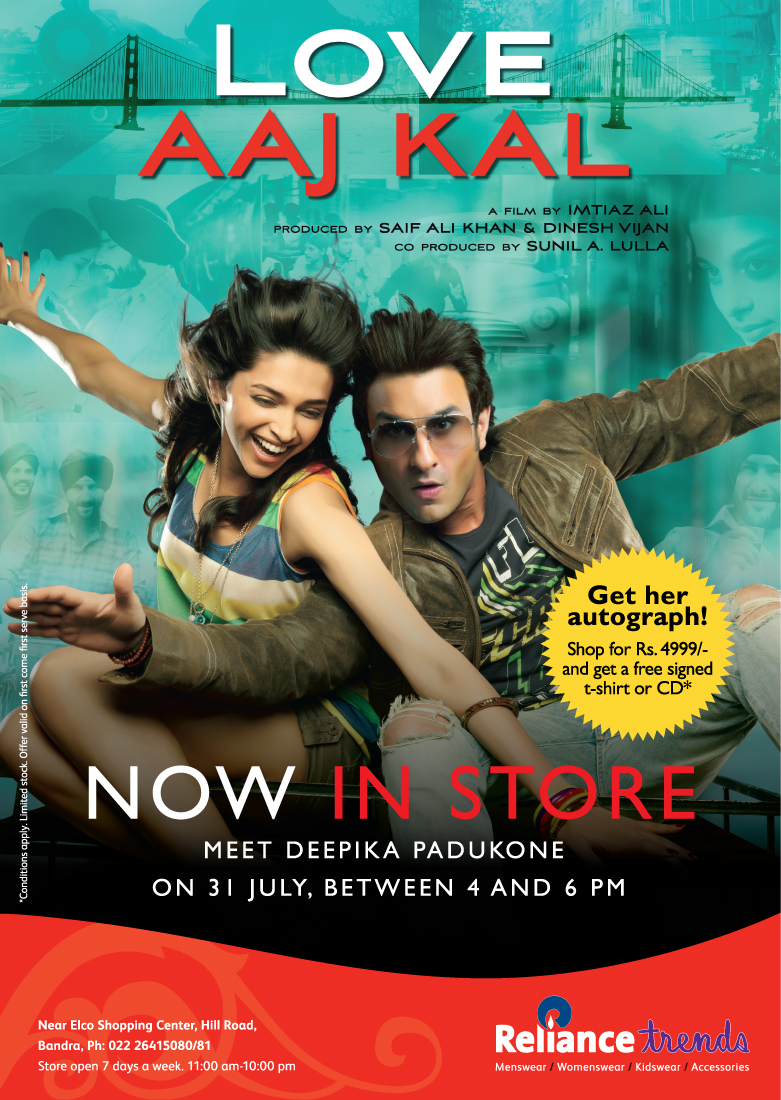 LOVE
AAJ KAL
A FILM BY IMTIAZ ALI
PRODUCED BY SAIF ALI KHAN & DINESH VIJAN
CO PRODUCED BY SUNIL A. LULLA
Get her
autograph!
Shop for Rs. 4999/-
and get a free signed
t-shirt or CD*
NOW IN STORE
MEET DEEPIKA PADUKONE
ON 31 JULY, BETWEEN 4 AND 6 PM
*Conditions apply. Limited stock. Offer valid on first come first serve basis.
Near Elco Shopping Center, Hill Road,
Bandra, Ph: 022 26415080/81
Store open 7 days a week. 11:00 am-10:00 pm
Reliance trends
Menswear / Womenswear / Kidswear / Accessories